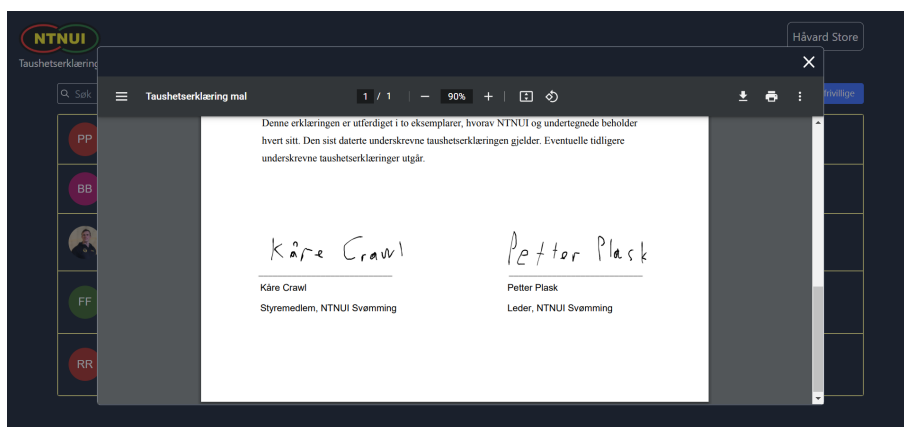 NTNUI
Håvard Store
Taushetserklæring
Søk
frivillige
Taushetserklæring mal
1 / 1
90%
PP
BB
FF
RR
Denne erklæringen er utferdiget i to eksemplarer, hvorav NTNUI og undertegnede beholder
hvert sitt. Den sist daterte underskrevne taushetserklæringen gjelder. Eventuelle tidligere
underskrevne taushetserklæringer utgår.
Kåre Crawl
Petter Plask
Kåre Crawl
Petter Plask
Styremedlem, NTNUI Svømming
Leder, NTNUI Svømming